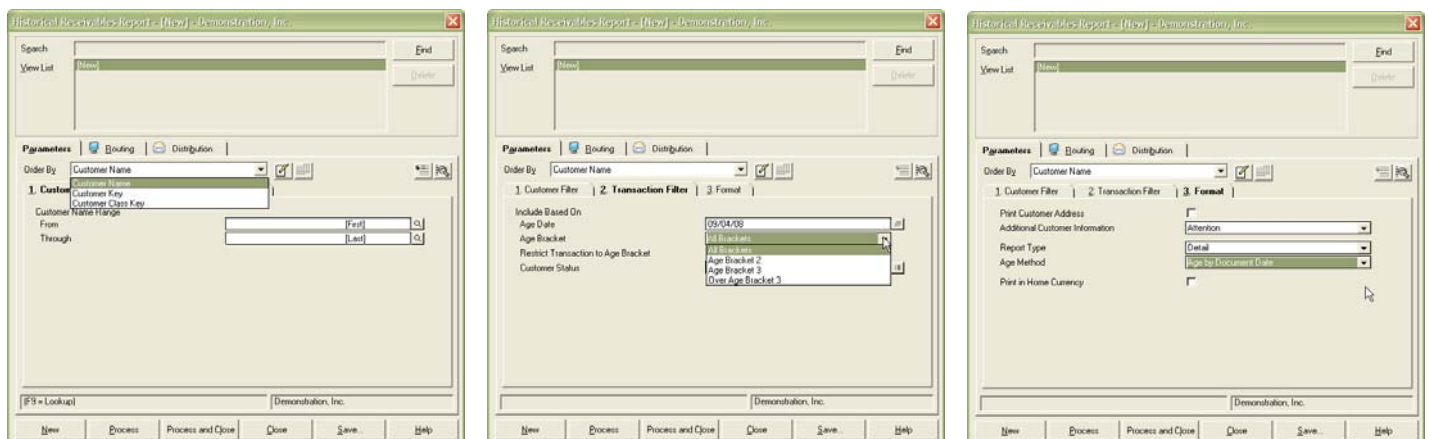 Historical Receivables Report - [New] - Demonstration, Inc.
Search
Find
View List
[New]
Delete
Parameters
Routing
Distribution
Order By
Customer Name
Customer Name
Customer Key
Customer Class Key
1. Custom
Customer Name Range
From
[First]
Through
[Last]
[F9 = Lookup]
Demonstration, Inc.
New
Process
Process and Close
Close
Save...
Help
Historical Receivables Report - [New] - Demonstration, Inc.
Search
Find
View List
[New]
Delete
Parameters
Routing
Distribution
Order By
Customer Name
1. Customer Filter
2. Transaction Filter
3. Format
Include Based On
Age Date
09/04/08
Age Bracket
All Brackets
All Brackets
Age Bracket 2
Age Bracket 3
Over Age Bracket 3
Restrict Transaction to Age Bracket
Customer Status
Demonstration, Inc.
New
Process
Process and Close
Close
Save...
Help
Historical Receivables Report - [New] - Demonstration, Inc.
Search
Find
View List
[New]
Delete
Parameters
Routing
Distribution
Order By
Customer Name
1. Customer Filter
2. Transaction Filter
3. Format
Print Customer Address
Additional Customer Information
Attention
Report Type
Detail
Age Method
Age by Document Date
Print in Home Currency
Demonstration, Inc.
New
Process
Process and Close
Close
Save...
Help